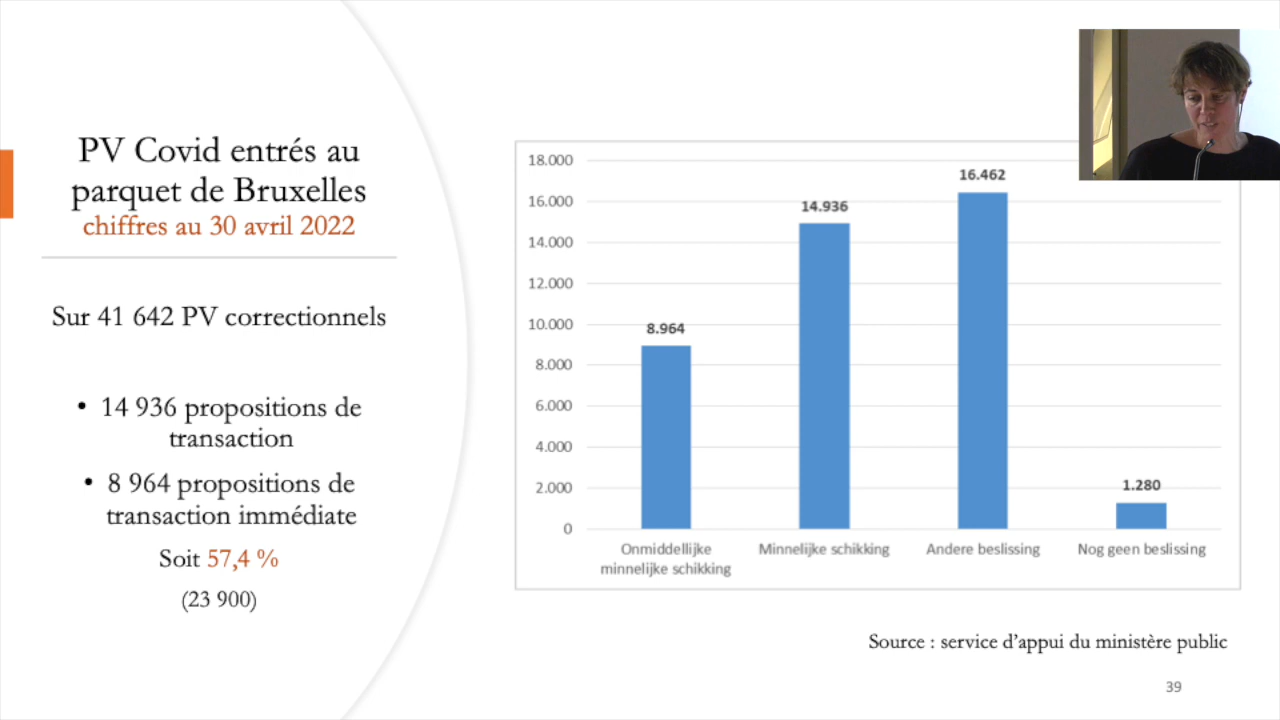 PV Covid entrés au
parquet de Bruxelles
chiffres au 30 avril 2022
Sur 41 642 PV correctionnels
• 14 936 propositions de
transaction
• 8 964 propositions de
transaction immédiate
Soit 57,4 %
(23 900)
18.000
16.000
14.000
12.000
10.000
8.000
6.000
4.000
2.000
0
8.964
14.936
16.462
1.280
Onmiddellijke
minnelijke schikking
Minnelijke schikking
Andere beslissing
Nog geen beslissing
Source : service d’appui du ministère public
39